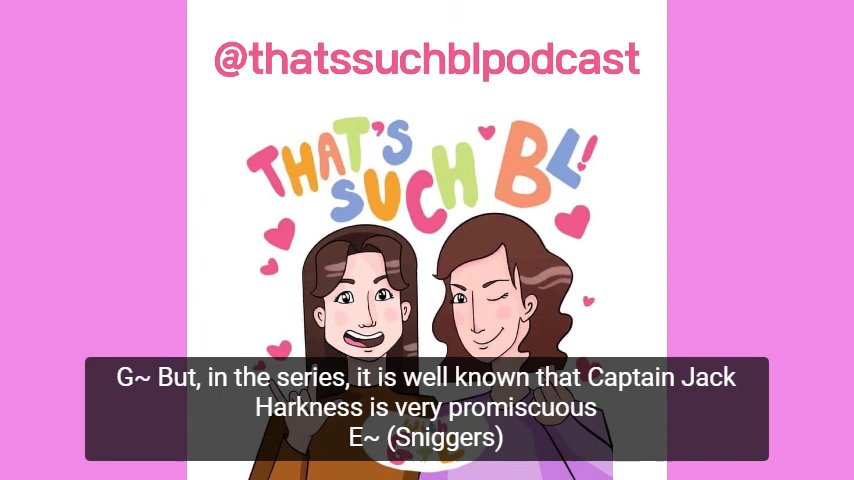 @thatssuchblpodcast
THAT'S
SUCH BL!
G~ But, in the series, it is well known that Captain Jack
Harkness is very promiscuous
E~ (Sniggers)